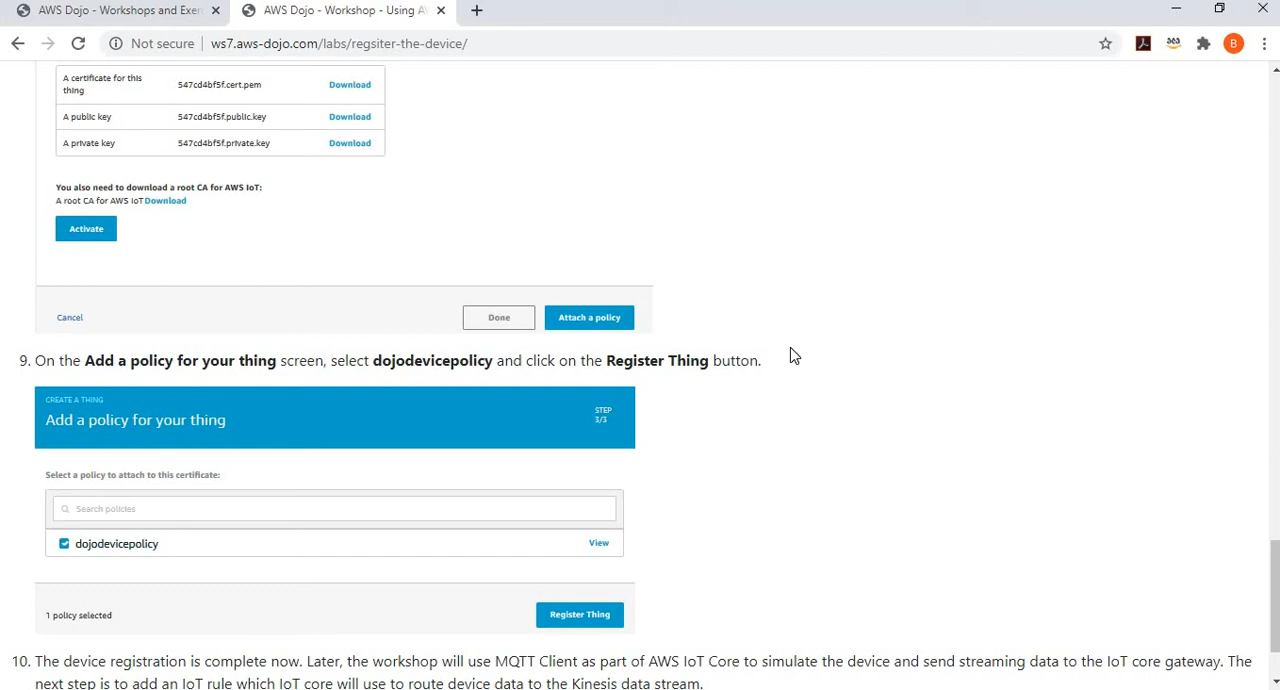 AWS Dojo - Workshops and Exer
AWS Dojo - Workshop - Using A
Not secure
ws7.aws-dojo.com/labs/regsiter-the-device/
B
A certificate for this thing
547cd4bf5f.cert.pem
Download
A public key
547cd4bf5f.public.key
Download
A private key
547cd4bf5f.private.key
Download
You also need to download a root CA for AWS IoT:
A root CA for AWS IoT Download
Activate
Cancel
Done
Attach a policy
9. On the Add a policy for your thing screen, select dojodevicepolicy and click on the Register Thing button.
CREATE A THING
Add a policy for your thing
STEP
3/3
Select a policy to attach to this certificate:
Search policies
dojodevicepolicy
View
1 policy selected
Register Thing
10. The device registration is complete now. Later, the workshop will use MQTT Client as part of AWS IoT Core to simulate the device and send streaming data to the IoT core gateway. The
next step is to add an IoT rule which IoT core will use to route device data to the Kinesis data stream.